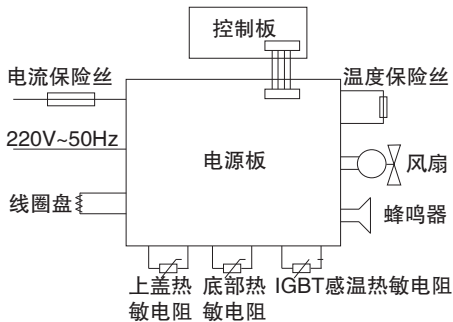 控制板
电流保险丝
温度保险丝
220V~50Hz
电源板
风扇
线圈盘
蜂鸣器
上盖热
敏电阻
底部热
敏电阻
IGBT感温热敏电阻